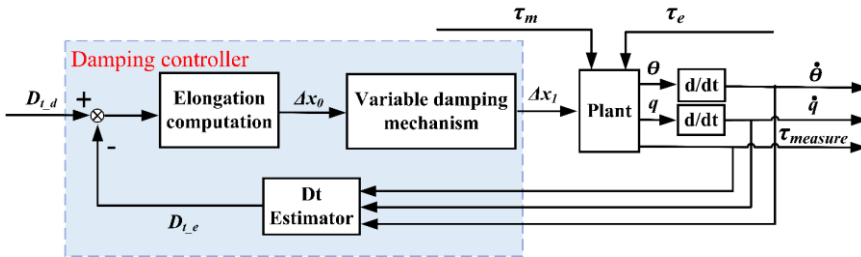 τm
τe
Damping controller
Dt_d
+
-
Elongation
computation
Δx0
Variable damping
mechanism
Δx1
Plant
Θ
d/dt
Θ̇
q
d/dt
q̇
τmeasure
Dt
Estimator
Dt_e